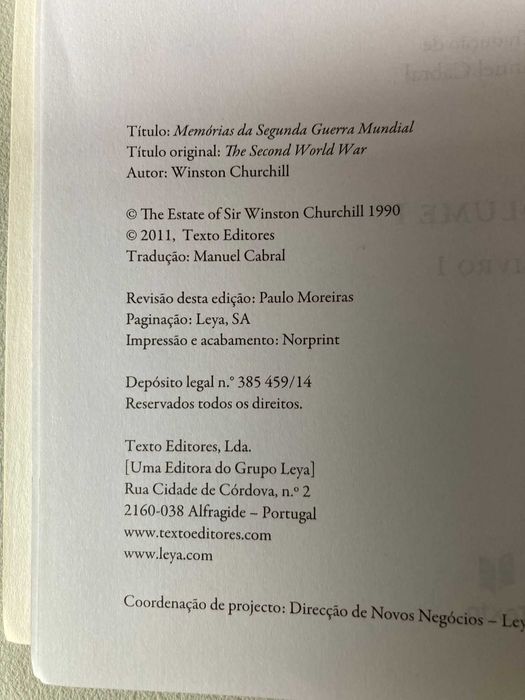 Título: Memórias da Segunda Guerra Mundial
Título original: The Second World War
Autor: Winston Churchill
© The Estate of Sir Winston Churchill 1990
© 2011, Texto Editores
Tradução: Manuel Cabral
Revisão desta edição: Paulo Moreiras
Paginação: Leya, SA
Impressão e acabamento: Norprint
Depósito legal n.º 385 459/14
Reservados todos os direitos.
Texto Editores, Lda.
[Uma Editora do Grupo Leya]
Rua Cidade de Córdova, n.º 2
2160-038 Alfragide – Portugal
www.textoeditores.com
www.leya.com
Coordenação de projecto: Direcção de Novos Negócios – Ley